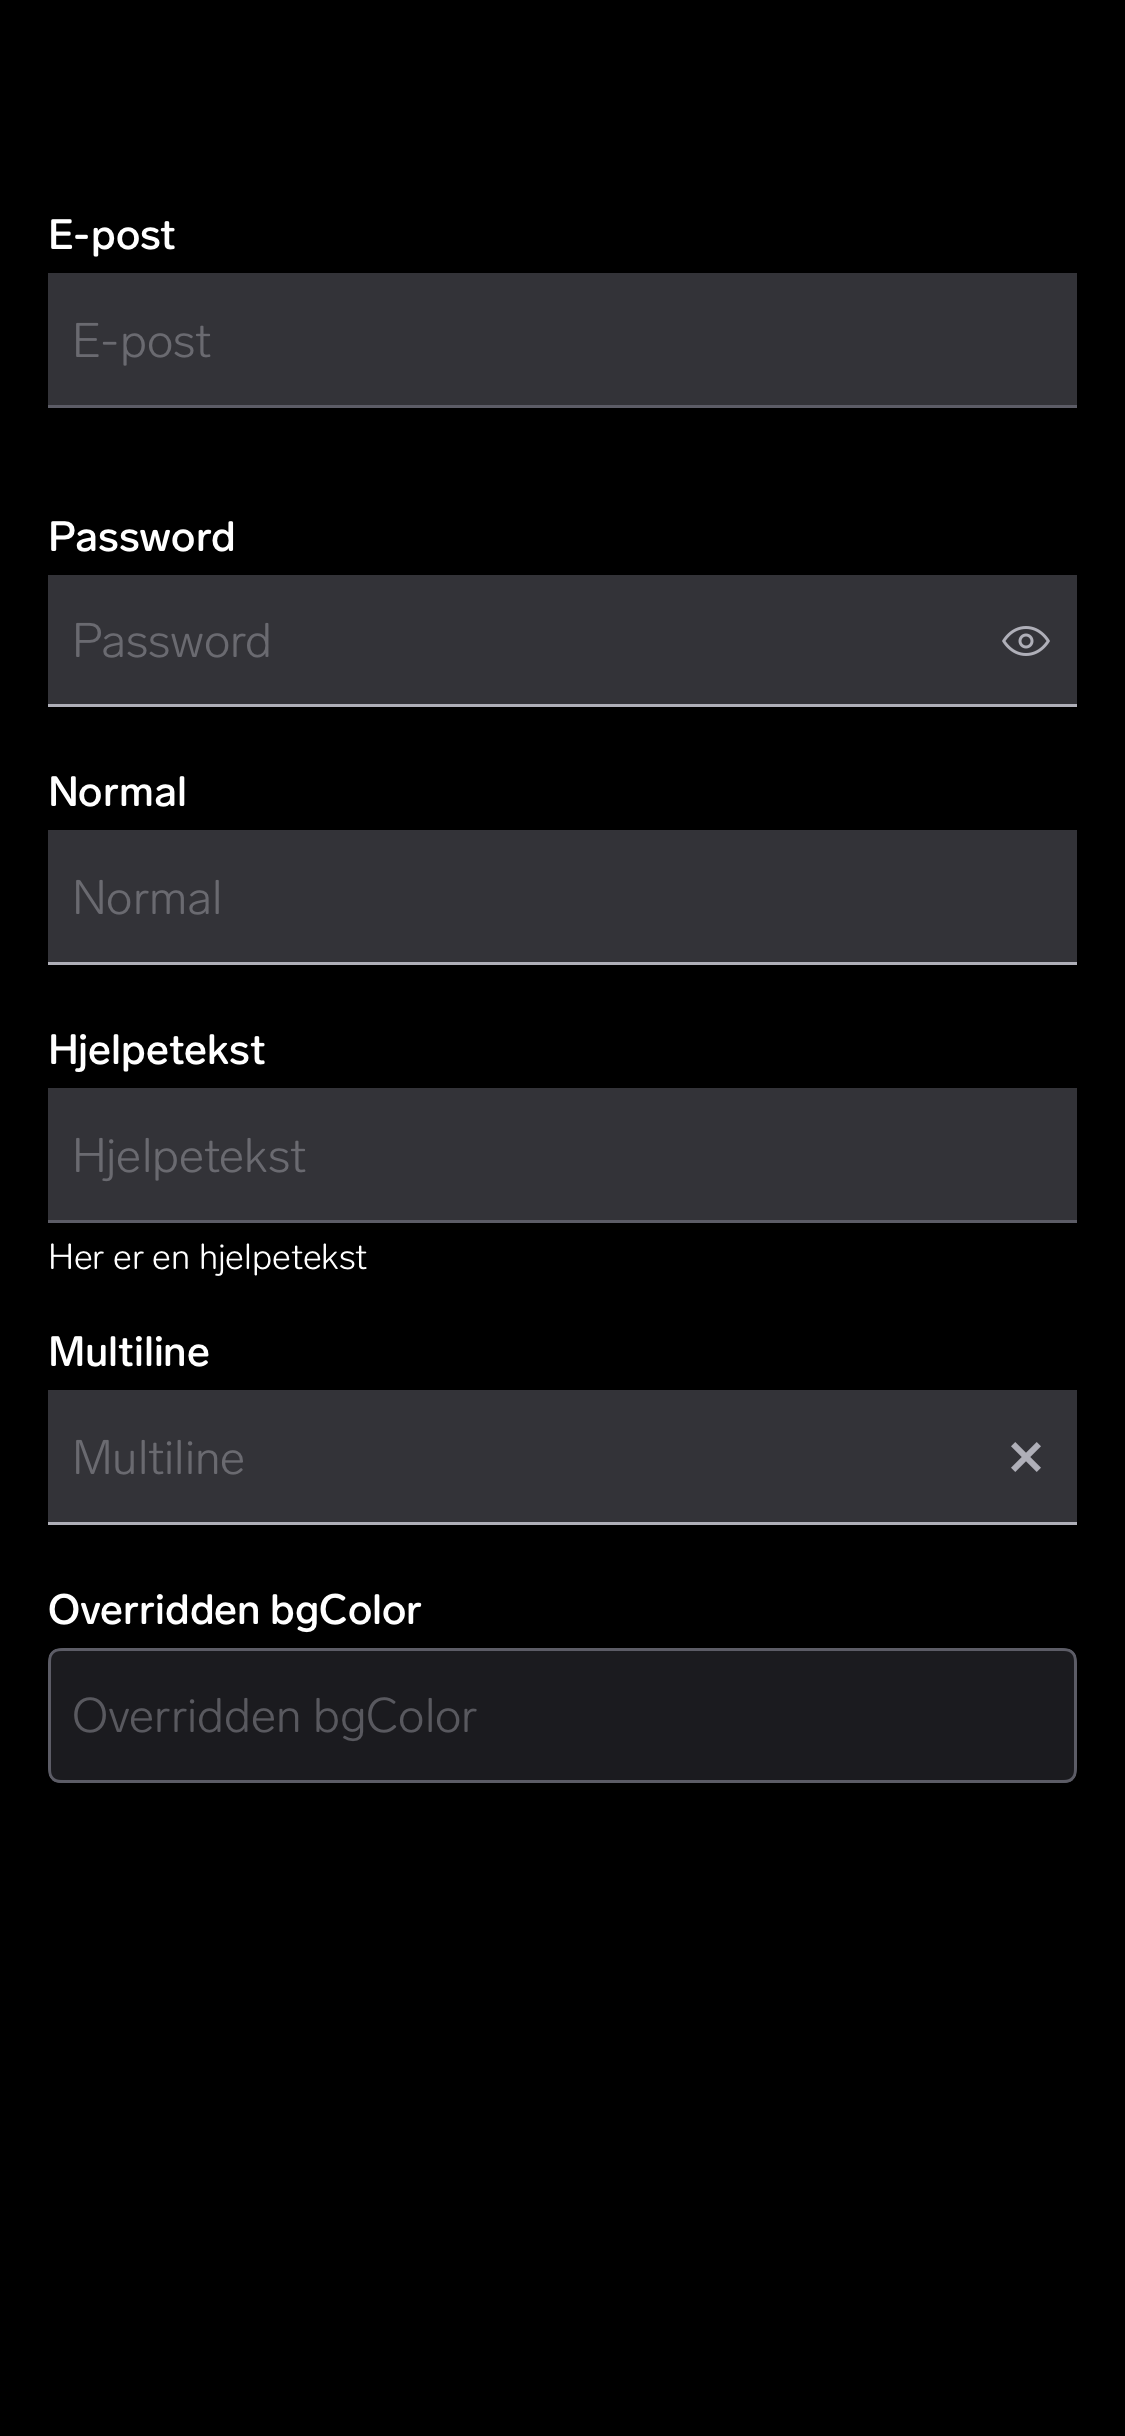 E-post
E-post
Password
Password
Normal
Normal
Hjelpetekst
Hjelpetekst
Her er en hjelpetekst
Multiline
Multiline
Overridden bgColor
Overridden bgColor